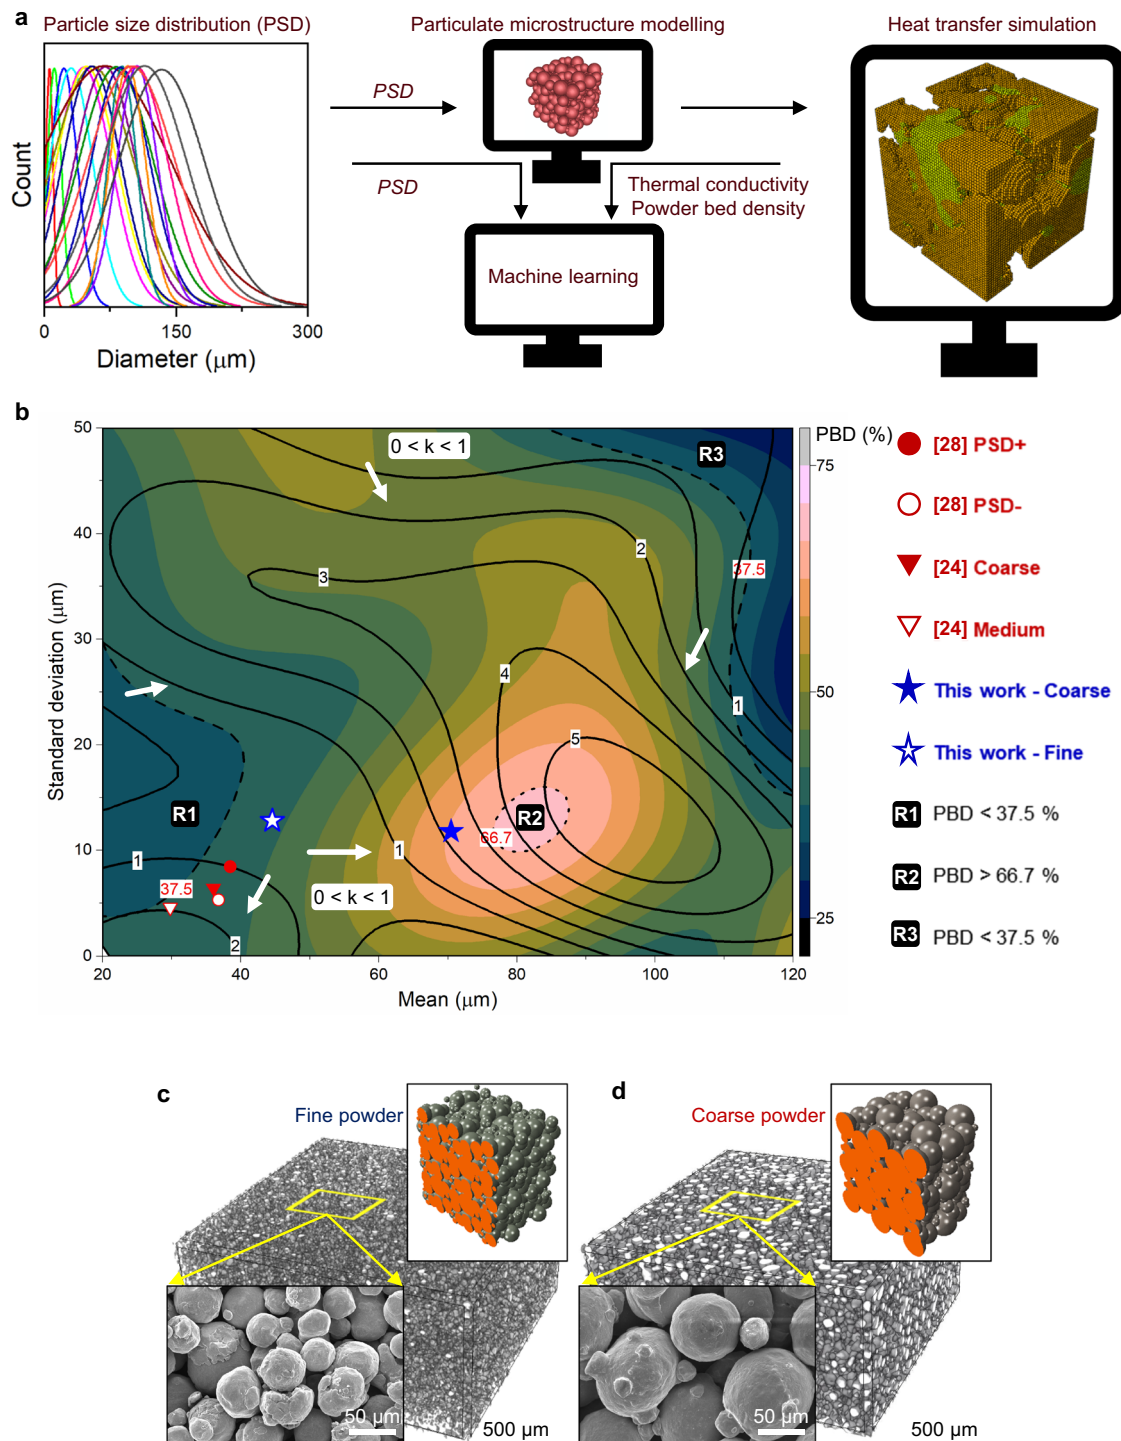 a
Particle size distribution (PSD)
Particulate microstructure modelling
Heat transfer simulation
Count
0
150
300
Diameter (μm)
PSD
PSD
Thermal conductivity
Powder bed density
Machine learning
b
50
40
30
20
10
0
Standard deviation (μm)
20
40
60
80
100
120
Mean (μm)
0 < k < 1
R3
2
3
37.5
4
1
5
R1
R2
66.7
1
1
0 < k < 1
37.5
2
PBD (%)
75
50
25
[28] PSD+
[28] PSD-
[24] Coarse
[24] Medium
This work - Coarse
This work - Fine
R1 PBD < 37.5 %
R2 PBD > 66.7 %
R3 PBD < 37.5 %
c
Fine powder
50 μm
500 μm
d
Coarse powder
50 μm
500 μm